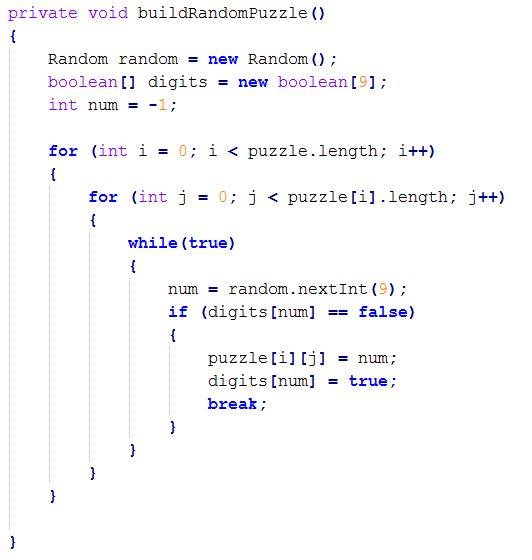 private void buildRandomPuzzle()
{
    Random random = new Random();
    boolean[] digits = new boolean[9];
    int num = -1;

    for (int i = 0; i < puzzle.length; i++)
    {
        for (int j = 0; j < puzzle[i].length; j++)
        {
            while(true)
            {
                num = random.nextInt(9);
                if (digits[num] == false)
                {
                    puzzle[i][j] = num;
                    digits[num] = true;
                    break;
                }
            }
        }
    }

}